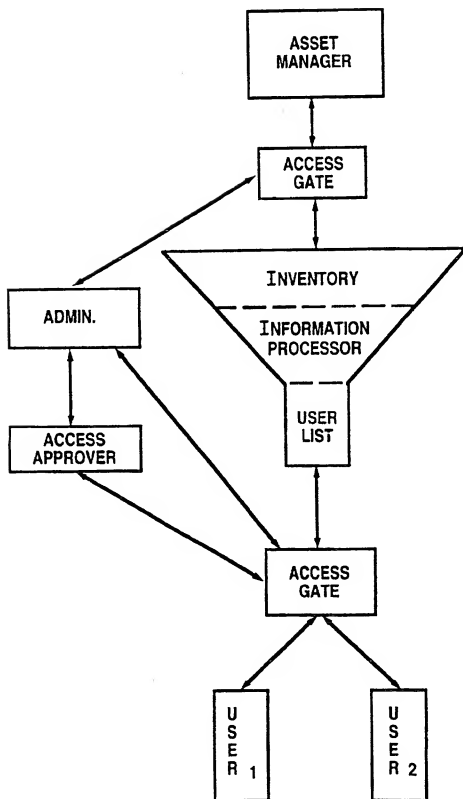 ASSET
MANAGER
ACCESS
GATE
INVENTORY
INFORMATION
PROCESSOR
ADMIN.
USER
LIST
ACCESS
APPROVER
ACCESS
GATE
USER 1
USER 2